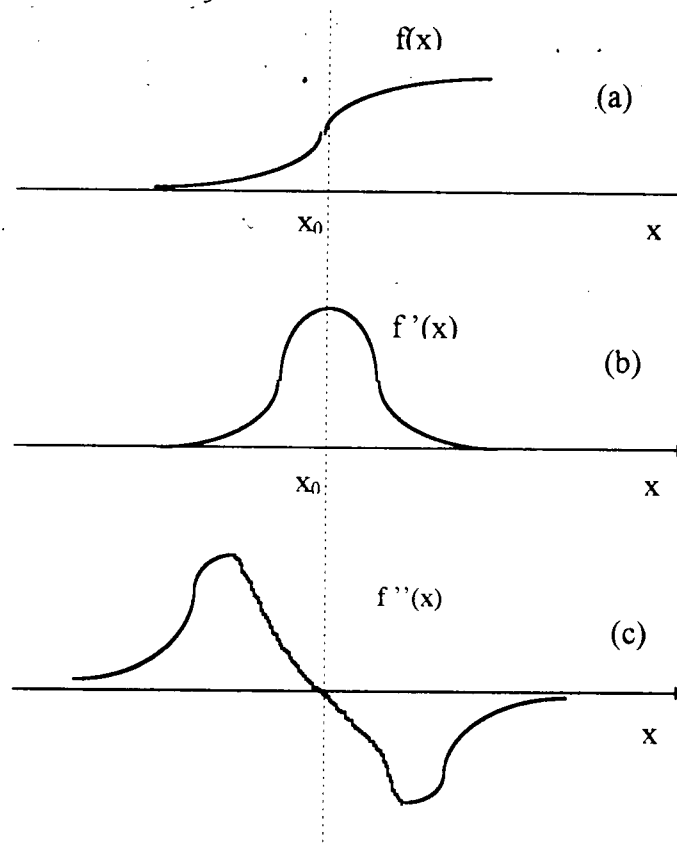 f(x)
(a)
x₀
x
f '(x)
(b)
x₀
x
f ''(x)
(c)
x